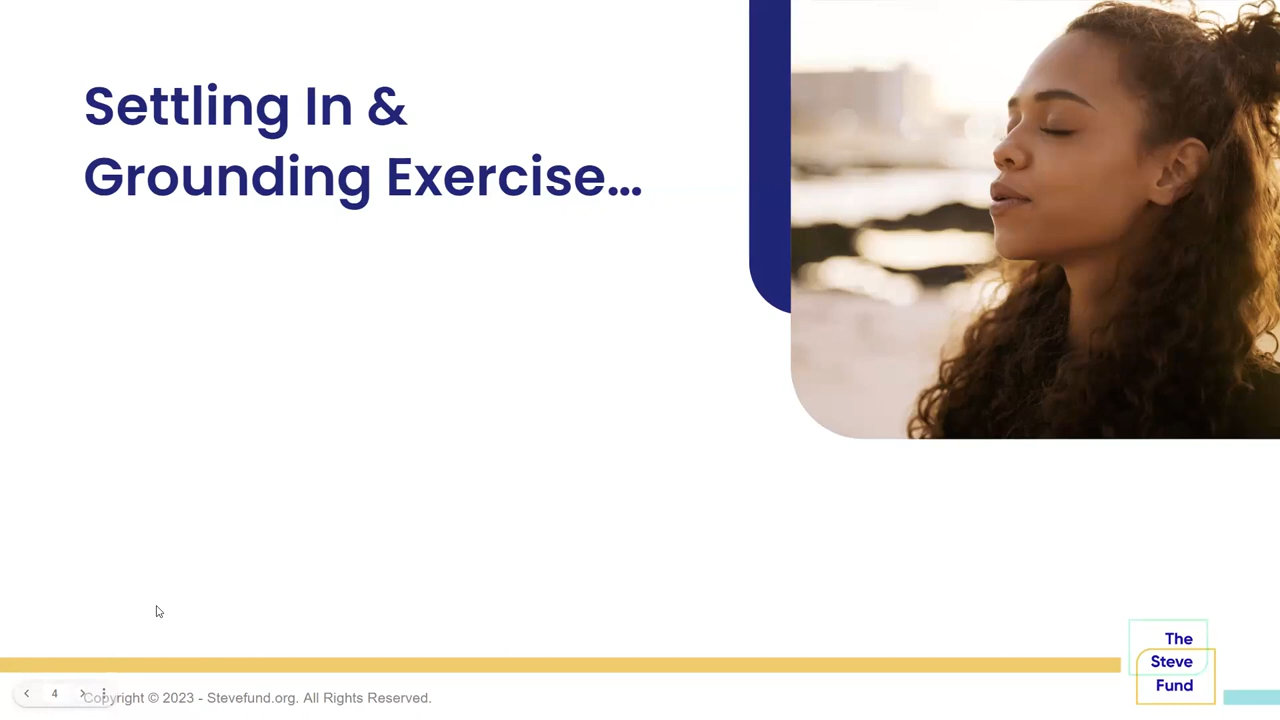 Settling In &
Grounding Exercise…
The
Steve
Fund
4
Copyright © 2023 - Stevefund.org. All Rights Reserved.